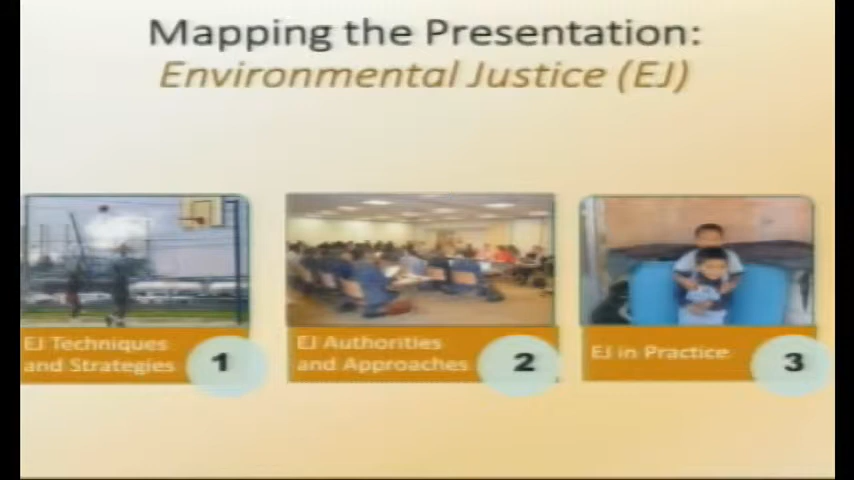 Mapping the Presentation:
Environmental Justice (EJ)
EJ Techniques
and Strategies
1
EJ Authorities
and Approaches
2
EJ in Practice
3